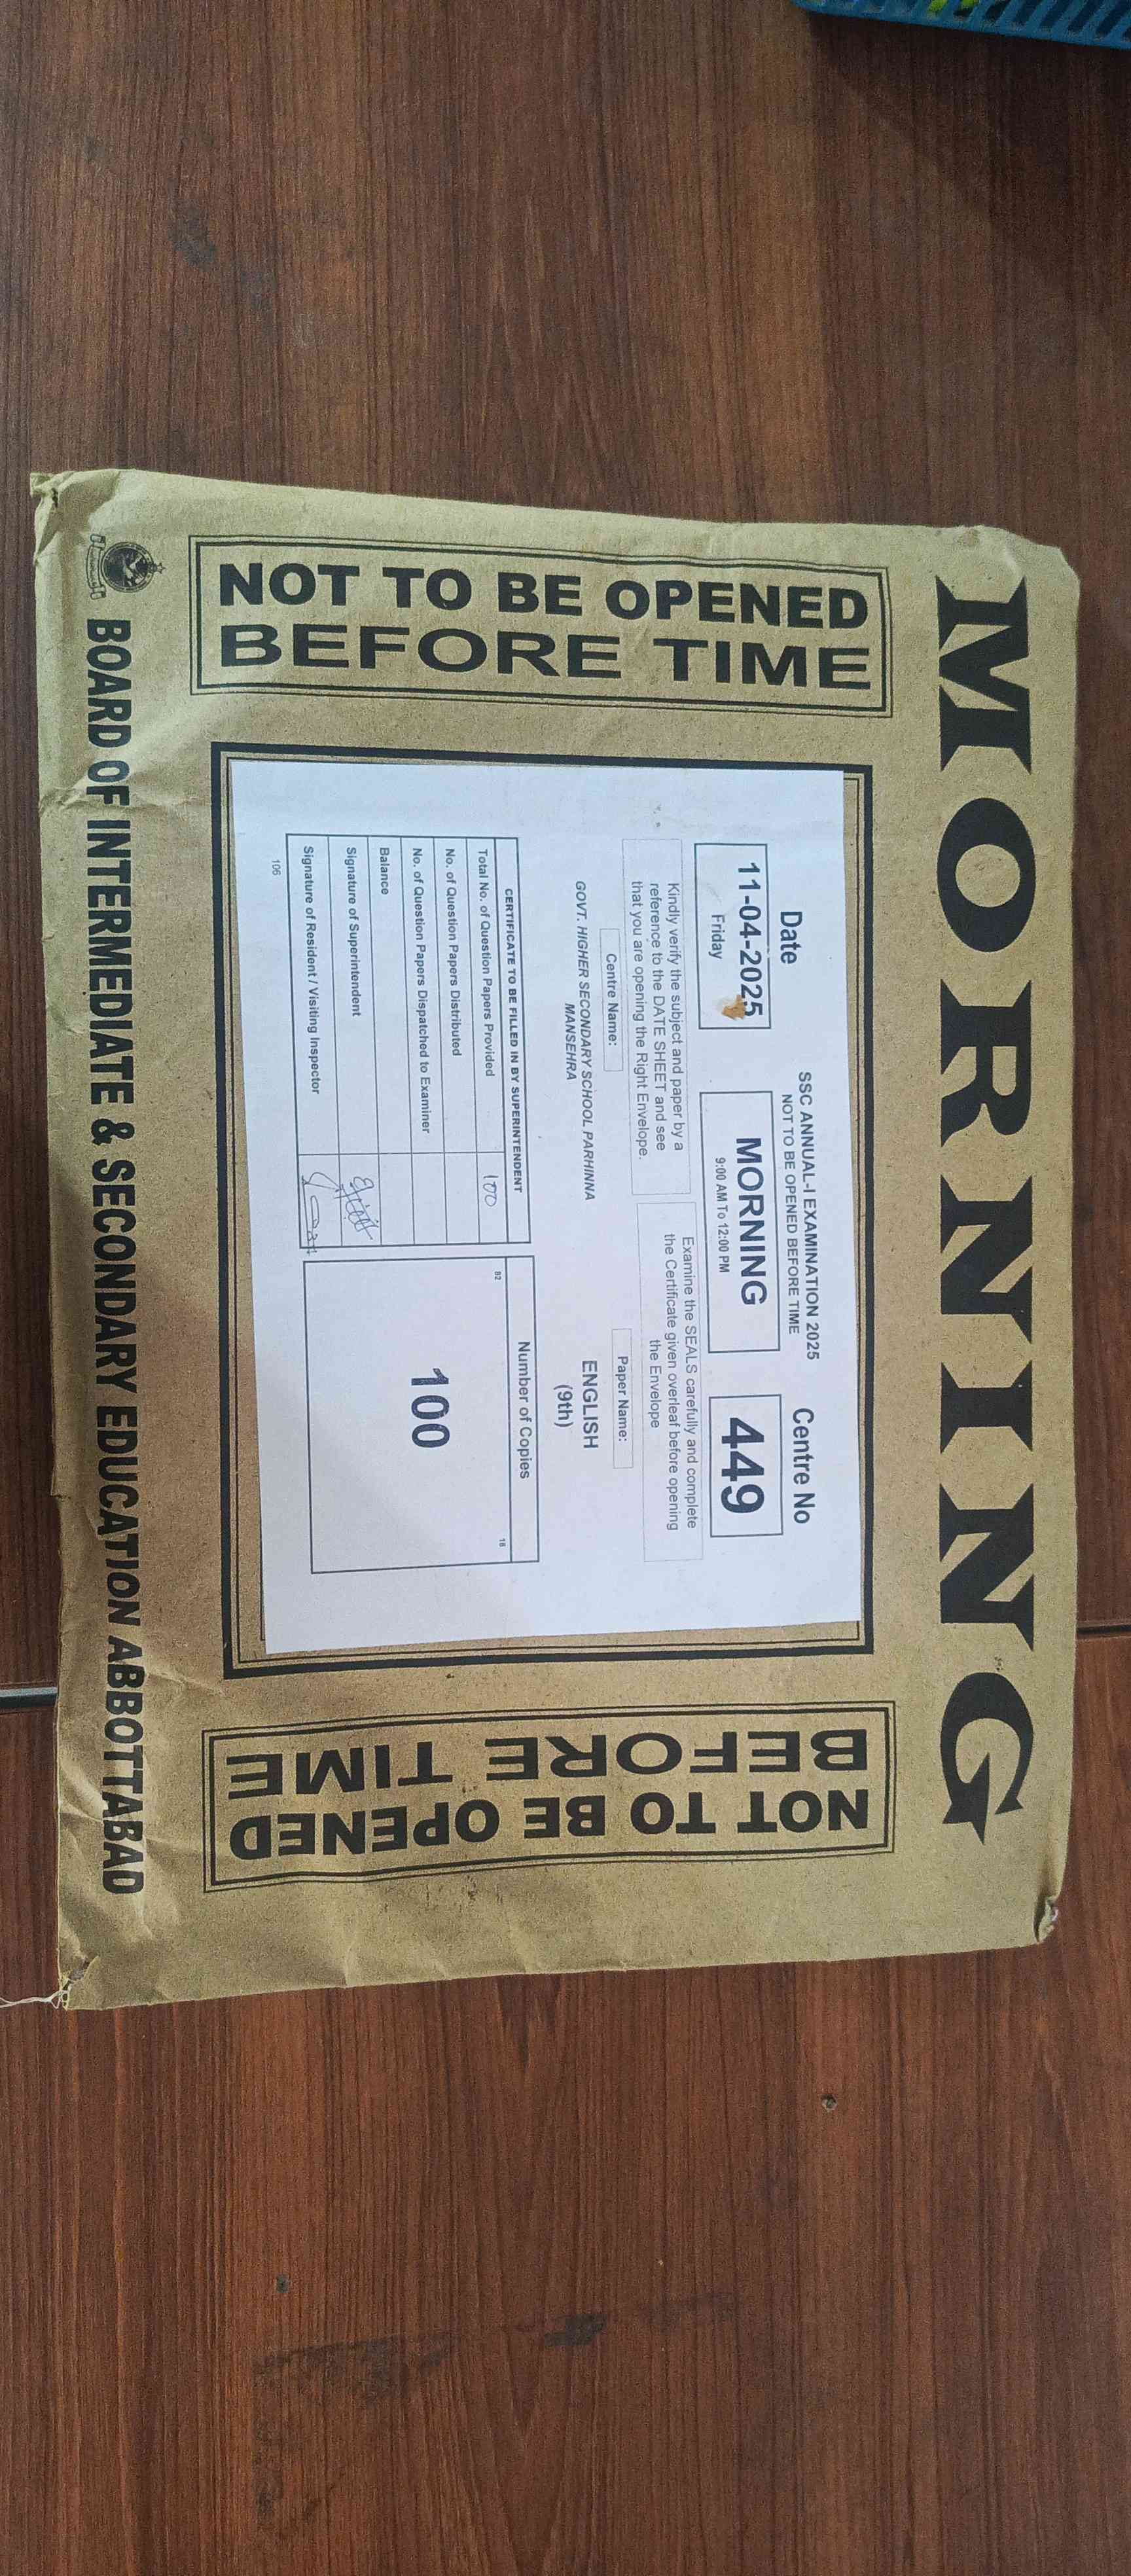 MORNING
NOT TO BE OPENED
BEFORE TIME
Date
11-04-2025
Friday
SSC ANNUAL-I EXAMINATION 2025
NOT TO BE OPENED BEFORE TIME
MORNING
9:00 AM To 12:00 PM
Centre No
449
Kindly verify the subject and paper by a
reference to the DATE SHEET and see
that you are opening the Right Envelope.
Examine the SEALS carefully and complete
the Certificate given overleaf before opening
the Envelope
Centre Name:
GOVT. HIGHER SECONDARY SCHOOL PARHINNA
MANSEHRA
Paper Name:
ENGLISH
(9th)
CERTIFICATE TO BE FILLED IN BY SUPERINTENDENT
Total No. of Question Papers Provided 100
No. of Question Papers Distributed
No. of Question Papers Dispatched to Examiner
Balance
Signature of Superintendent
Signature of Resident / Visiting Inspector
106
Number of Copies
82 18
100
NOT TO BE OPENED
BEFORE TIME
BOARD OF INTERMEDIATE & SECONDARY EDUCATION ABBOTTABAD